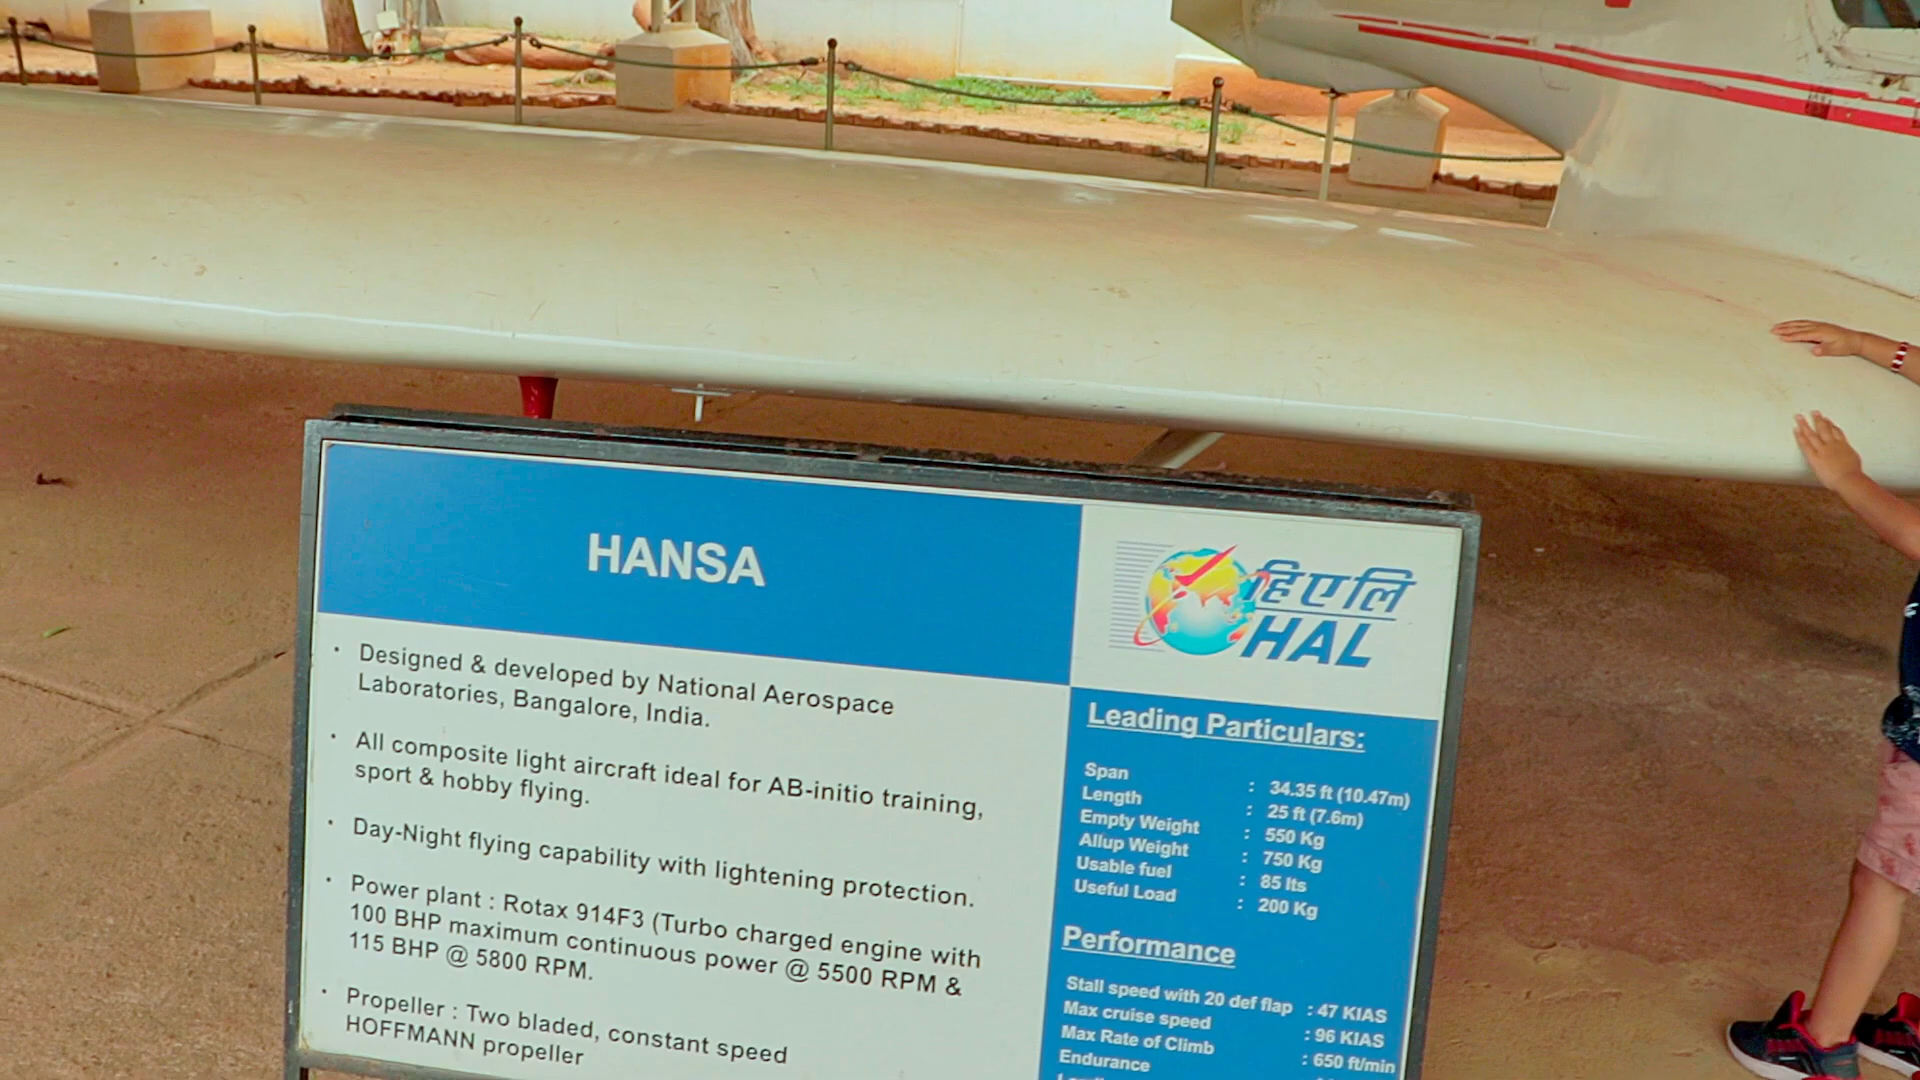 HANSA
हिएलि
HAL
· Designed & developed by National Aerospace
Laboratories, Bangalore, India.
· All composite light aircraft ideal for AB-initio training,
sport & hobby flying.
· Day-Night flying capability with lightening protection.
· Power plant : Rotax 914F3 (Turbo charged engine with
100 BHP maximum continuous power @ 5500 RPM &
115 BHP @ 5800 RPM.
· Propeller : Two bladed, constant speed
HOFFMANN propeller
Leading Particulars:
Span : 34.35 ft (10.47m)
Length : 25 ft (7.6m)
Empty Weight : 550 Kg
Allup Weight : 750 Kg
Usable fuel : 85 lts
Useful Load : 200 Kg
Performance
Stall speed with 20 def flap : 47 KIAS
Max cruise speed : 96 KIAS
Max Rate of Climb : 650 ft/min
Endurance